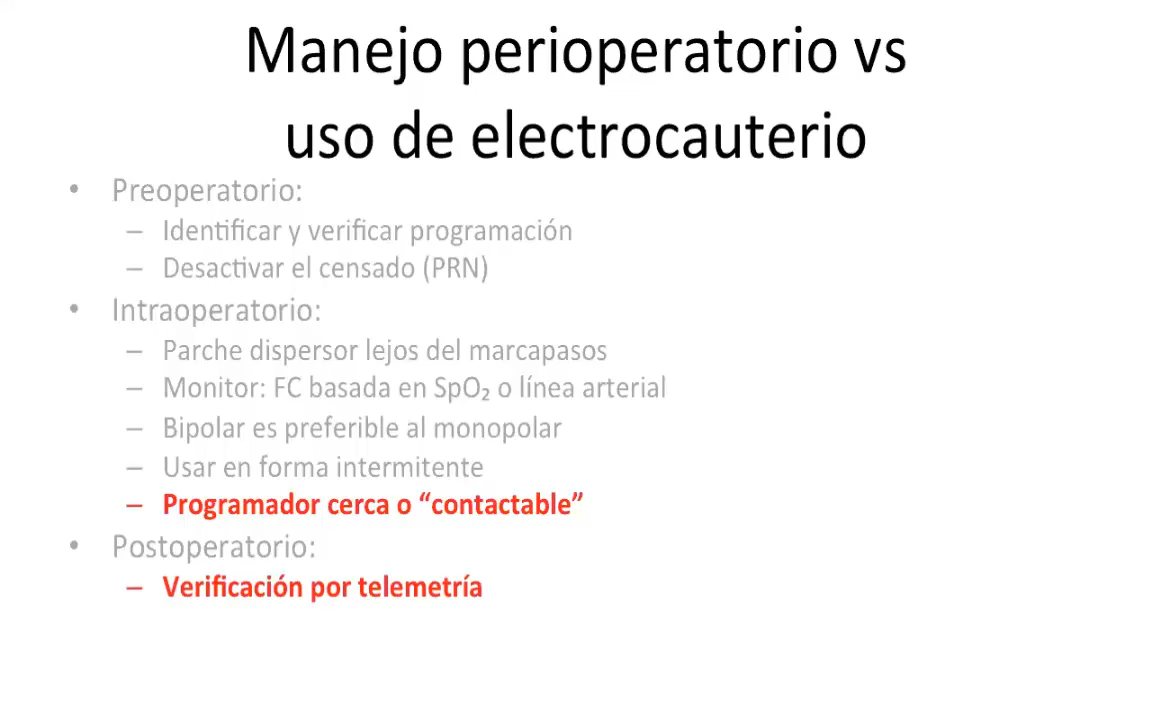 Manejo perioperatorio vs
uso de electrocauterio
• Preoperatorio:
– Identificar y verificar programación
– Desactivar el censado (PRN)
• Intraoperatorio:
– Parche dispersor lejos del marcapasos
– Monitor: FC basada en SpO₂ o línea arterial
– Bipolar es preferible al monopolar
– Usar en forma intermitente
– Programador cerca o “contactable”
• Postoperatorio:
– Verificación por telemetría